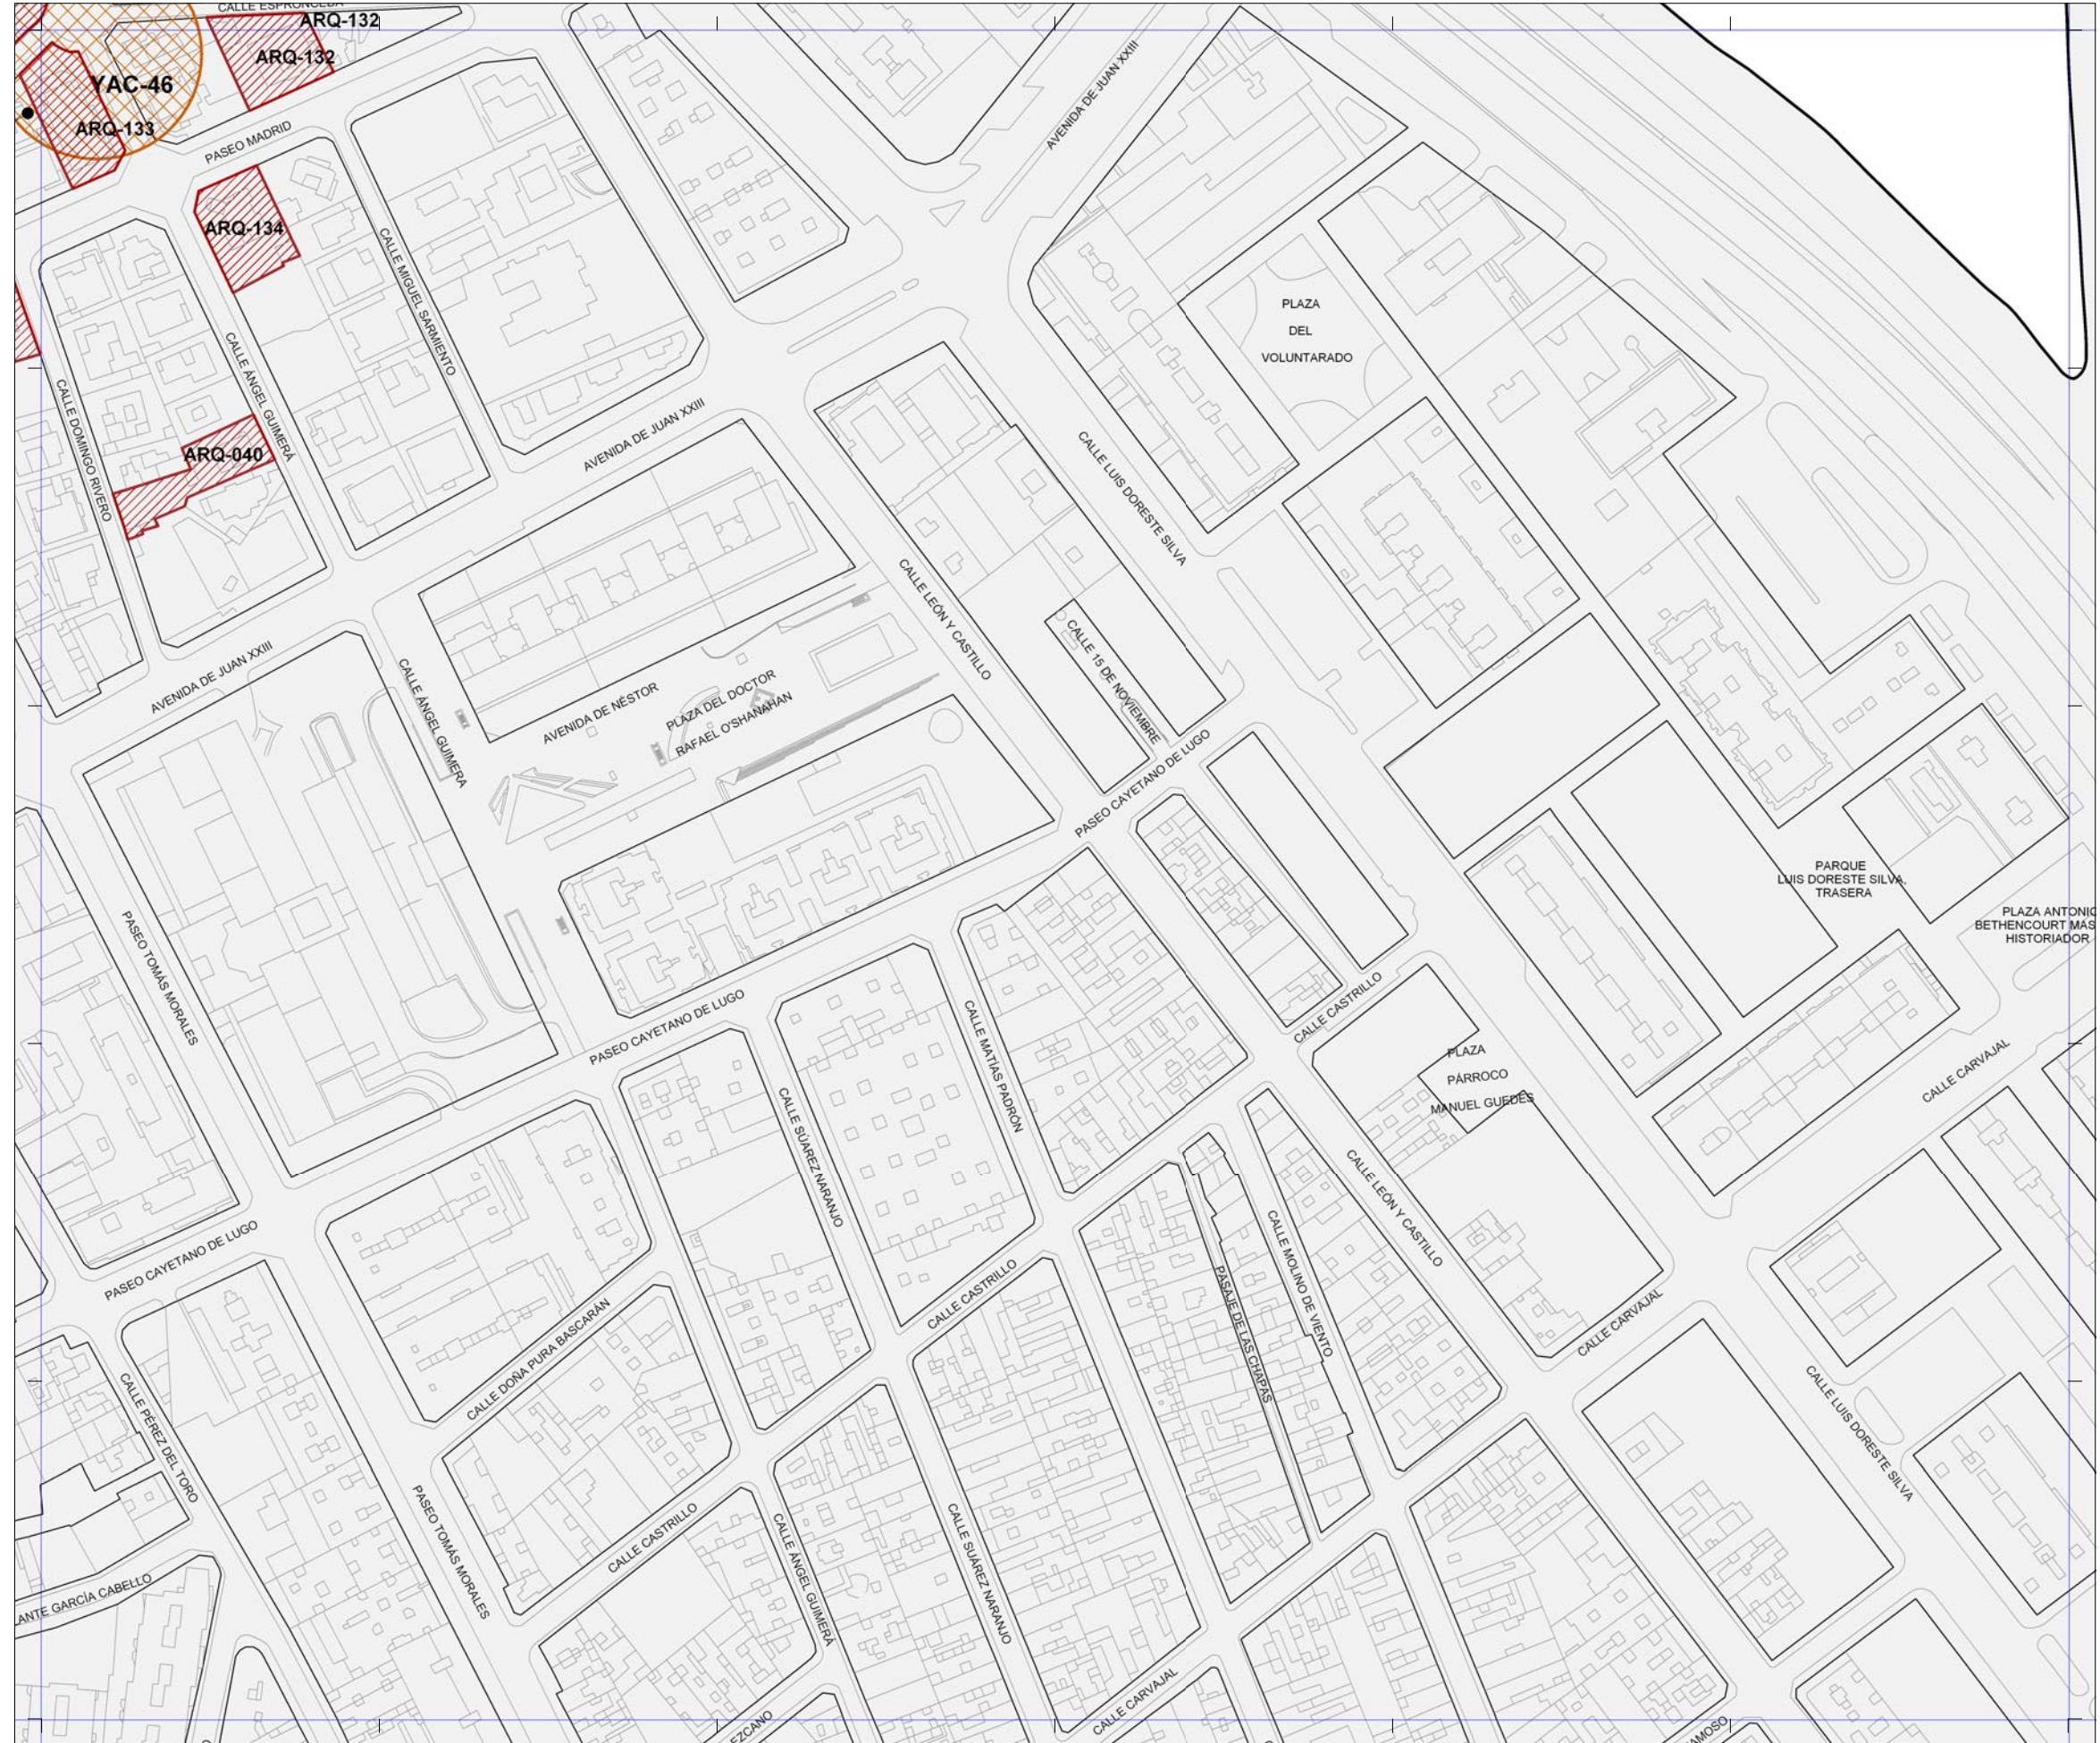 CALLE ESPRONCEDA
ARQ-132
ARQ-132
YAC-46
ARQ-133
PASEO MADRID
AVENIDA DE JUAN XXIII
ARQ-134
CALLE MIGUEL SARMIENTO
PLAZA
DEL
VOLUNTARADO
CALLE ÁNGEL GUIMERÁ
CALLE DOMINGO RIVERO
ARQ-040
AVENIDA DE JUAN XXIII
CALLE LUIS DORESTE SILVA
CALLE LEÓN Y CASTILLO
CALLE 15 DE NOVIEMBRE
AVENIDA DE JUAN XXIII
CALLE ÁNGEL GUIMERA
AVENIDA DE NÉSTOR
PLAZA DEL DOCTOR
RAFAEL O'SHANAHAN
PASEO CAYETANO DE LUGO
PARQUE
LUIS DORESTE SILVA,
TRASERA
PLAZA ANTONIO
BETHENCOURT MAS
HISTORIADOR
PASEO TOMÁS MORALES
PASEO CAYETANO DE LUGO
CALLE MATÍAS PADRÓN
CALLE CASTRILLO
PLAZA
PÁRROCO
MANUEL GUEDES
CALLE CARVAJAL
CALLE SÚAREZ NARANJO
CALLE LEÓN Y CASTILLO
PASEO CAYETANO DE LUGO
CALLE MOLINO DE VIENTO
PASAJE DE LAS CHAPAS
CALLE CASTRILLO
CALLE DOÑA PURA BASCARÁN
CALLE CARVAJAL
CALLE PÉREZ DEL TORO
CALLE LUIS DORESTE SILVA
PASEO TOMÁS MORALES
CALLE CASTRILLO
CALLE ÁNGEL GUIMERÁ
CALLE SUÁREZ NARANJO
ANTE GARCÍA CABELLO
CALLE CARVAJAL
EZCANO
AMOSO